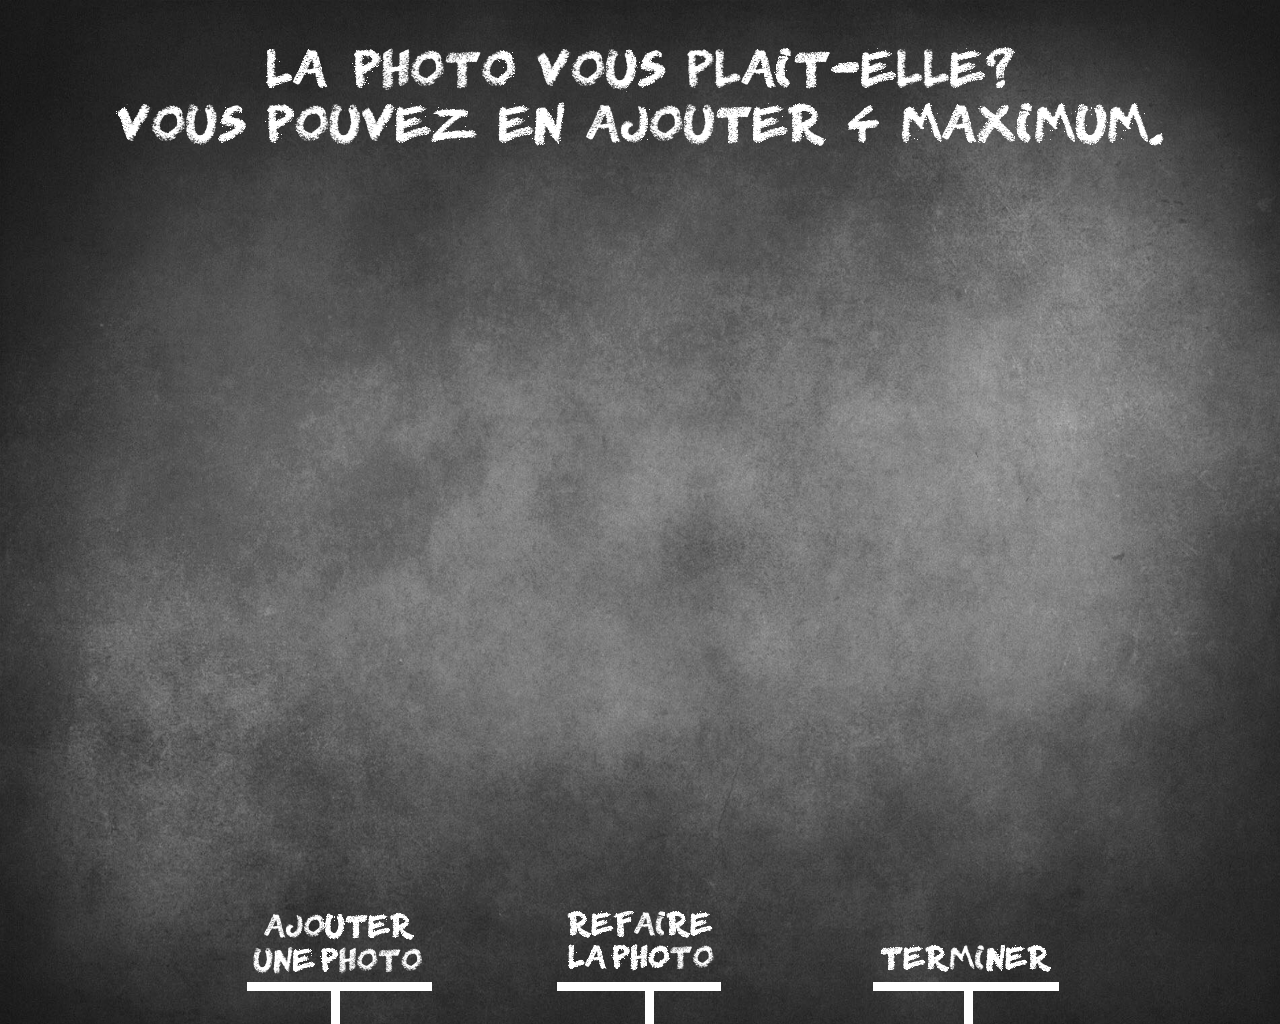 LA PHOTO VOUS PLAiT-ELLE?
VOUS POUVEZ EN AJOUTER 4 MAXiMUM.
AJOUTER
UNE PHOTO
REFAiRE
LA PHOTO
TERMiNER